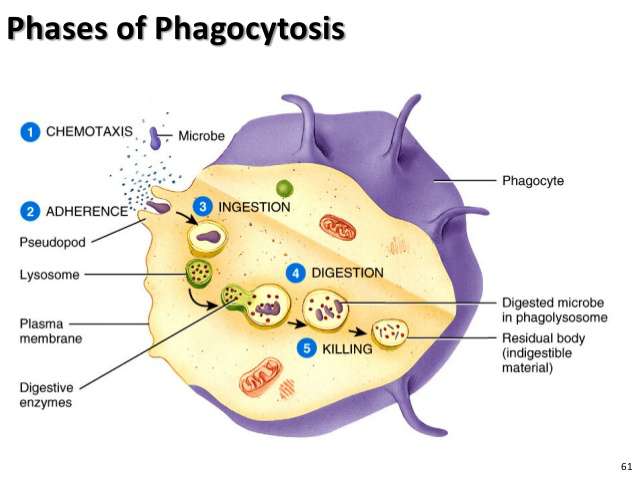 Phases of Phagocytosis
1 CHEMOTAXIS
Microbe
Phagocyte
2 ADHERENCE
3 INGESTION
Pseudopod
Lysosome
4 DIGESTION
Digested microbe
in phagolysosome
Plasma
membrane
5 KILLING
Residual body
(indigestible
material)
Digestive
enzymes
61